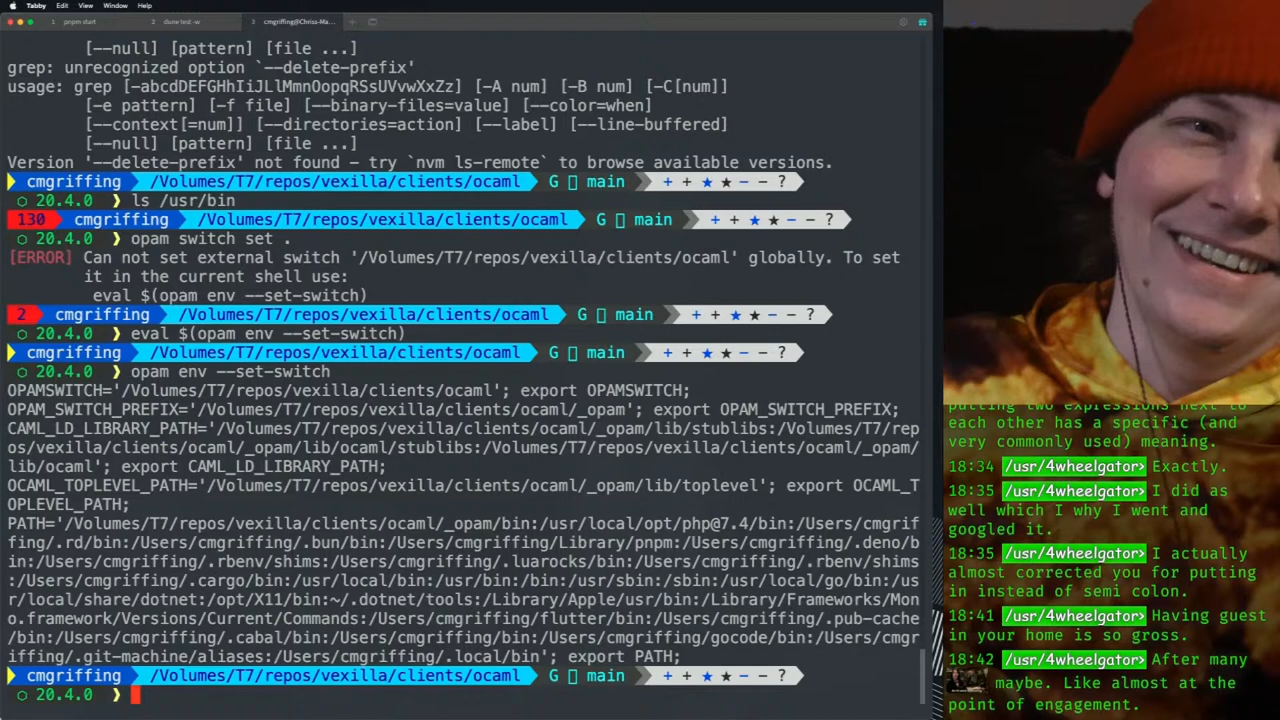 Tabby Edit View Window Help
1 pnpm start 2 dune test -w 3 cmgriffing@Chriss-Ma...
[--null] [pattern] [file ...]
grep: unrecognized option `--delete-prefix'
usage: grep [-abcdDEFGHhIiJLlMmnOopqRSsUVvwXxZz] [-A num] [-B num] [-C[num]]
[-e pattern] [-f file] [--binary-files=value] [--color=when]
[--context[=num]] [--directories=action] [--label] [--line-buffered]
[--null] [pattern] [file ...]
Version '--delete-prefix' not found - try `nvm ls-remote` to browse available versions.
cmgriffing /Volumes/T7/repos/vexilla/clients/ocaml G main + + ★ ★ - - ?
20.4.0 ❯ ls /usr/bin
130 cmgriffing /Volumes/T7/repos/vexilla/clients/ocaml G main + + ★ ★ - - ?
20.4.0 ❯ opam switch set .
[ERROR] Can not set external switch '/Volumes/T7/repos/vexilla/clients/ocaml' globally. To set
it in the current shell use:
eval $(opam env --set-switch)
2 cmgriffing /Volumes/T7/repos/vexilla/clients/ocaml G main + + ★ ★ - - ?
20.4.0 ❯ eval $(opam env --set-switch)
cmgriffing /Volumes/T7/repos/vexilla/clients/ocaml G main + + ★ ★ - - ?
20.4.0 ❯ opam env --set-switch
OPAMSWITCH='/Volumes/T7/repos/vexilla/clients/ocaml'; export OPAMSWITCH;
OPAM_SWITCH_PREFIX='/Volumes/T7/repos/vexilla/clients/ocaml/_opam'; export OPAM_SWITCH_PREFIX;
CAML_LD_LIBRARY_PATH='/Volumes/T7/repos/vexilla/clients/ocaml/_opam/lib/stublibs:/Volumes/T7/rep
os/vexilla/clients/ocaml/_opam/lib/ocaml/stublibs:/Volumes/T7/repos/vexilla/clients/ocaml/_opam/
lib/ocaml'; export CAML_LD_LIBRARY_PATH;
OCAML_TOPLEVEL_PATH='/Volumes/T7/repos/vexilla/clients/ocaml/_opam/lib/toplevel'; export OCAML_T
OPLEVEL_PATH;
PATH='/Volumes/T7/repos/vexilla/clients/ocaml/_opam/bin:/usr/local/opt/php@7.4/bin:/Users/cmgrif
fing/.rd/bin:/Users/cmgriffing/.bun/bin:/Users/cmgriffing/Library/pnpm:/Users/cmgriffing/.deno/b
in:/Users/cmgriffing/.rbenv/shims:/Users/cmgriffing/.luarocks/bin:/Users/cmgriffing/.rbenv/shims
:/Users/cmgriffing/.cargo/bin:/usr/local/bin:/usr/bin:/bin:/usr/sbin:/sbin:/usr/local/go/bin:/us
r/local/share/dotnet:/opt/X11/bin:~/.dotnet/tools:/Library/Apple/usr/bin:/Library/Frameworks/Mon
o.framework/Versions/Current/Commands:/Users/cmgriffing/flutter/bin:/Users/cmgriffing/.pub-cache
/bin:/Users/cmgriffing/.cabal/bin:/Users/cmgriffing/gocode/bin:/Users/cmgriffing/gocode/bin:/Users/cmgr
iffing/.git-machine/aliases:/Users/cmgriffing/.local/bin'; export PATH;
cmgriffing /Volumes/T7/repos/vexilla/clients/ocaml G main + + ★ ★ - - ?
20.4.0 ❯
putting two expressions next to
each other has a specific (and
very commonly used) meaning.
18:34 /usr/4wheelgator> Exactly.
18:35 /usr/4wheelgator> I did as
well which I why I went and
googled it.
18:35 /usr/4wheelgator> I actually
almost corrected you for putting
in instead of semi colon.
18:41 /usr/4wheelgator> Having guest
in your home is so gross.
18:42 /usr/4wheelgator> After many
maybe. Like almost at the
point of engagement.